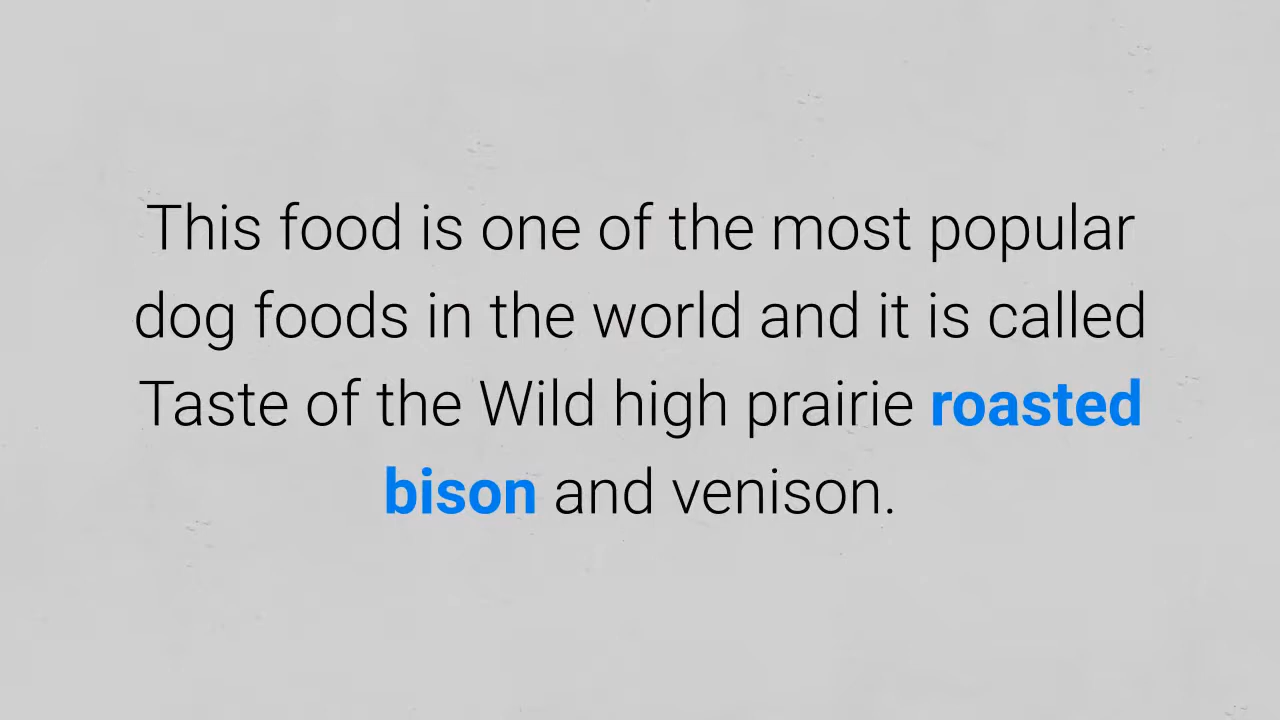 This food is one of the most popular
dog foods in the world and it is called
Taste of the Wild high prairie roasted
bison and venison.